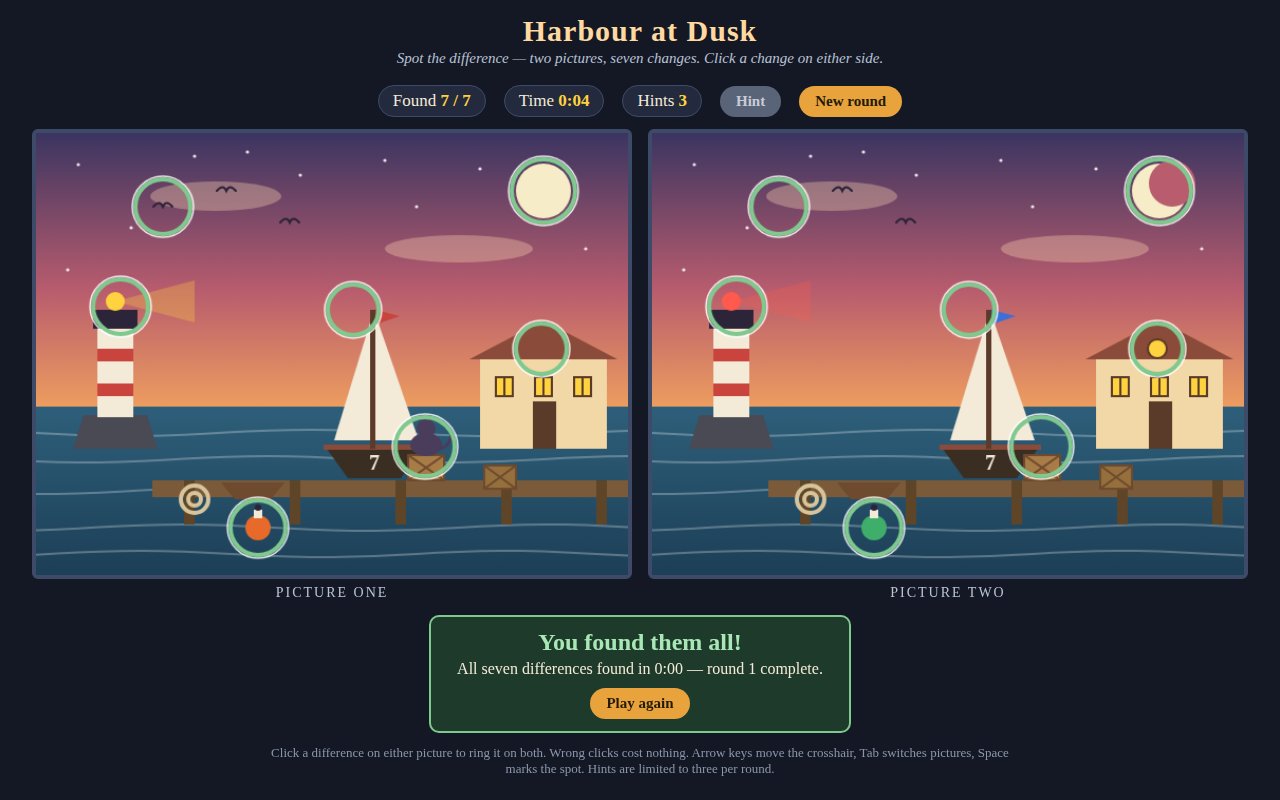 Harbour at Dusk
Spot the difference — two pictures, seven changes. Click a change on either side.
Found 7 / 7
Time 0:04
Hints 3
Hint
New round
7
7
PICTURE ONE
PICTURE TWO
You found them all!
All seven differences found in 0:00 — round 1 complete.
Play again
Click a difference on either picture to ring it on both. Wrong clicks cost nothing. Arrow keys move the crosshair, Tab switches pictures, Space
marks the spot. Hints are limited to three per round.